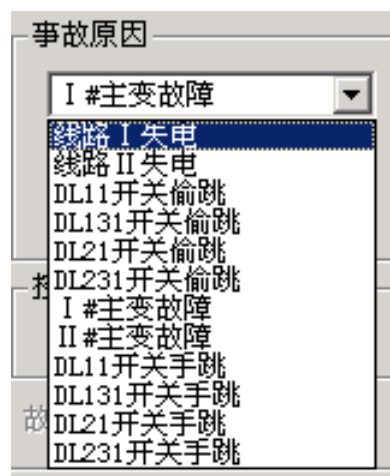 事故原因
I #主变故障
线路 I 失电
线路 II 失电
DL11开关偷跳
DL131开关偷跳
DL21开关偷跳
DL231开关偷跳
I #主变故障
II #主变故障
DL11开关手跳
DL131开关手跳
DL21开关手跳
DL231开关手跳
故